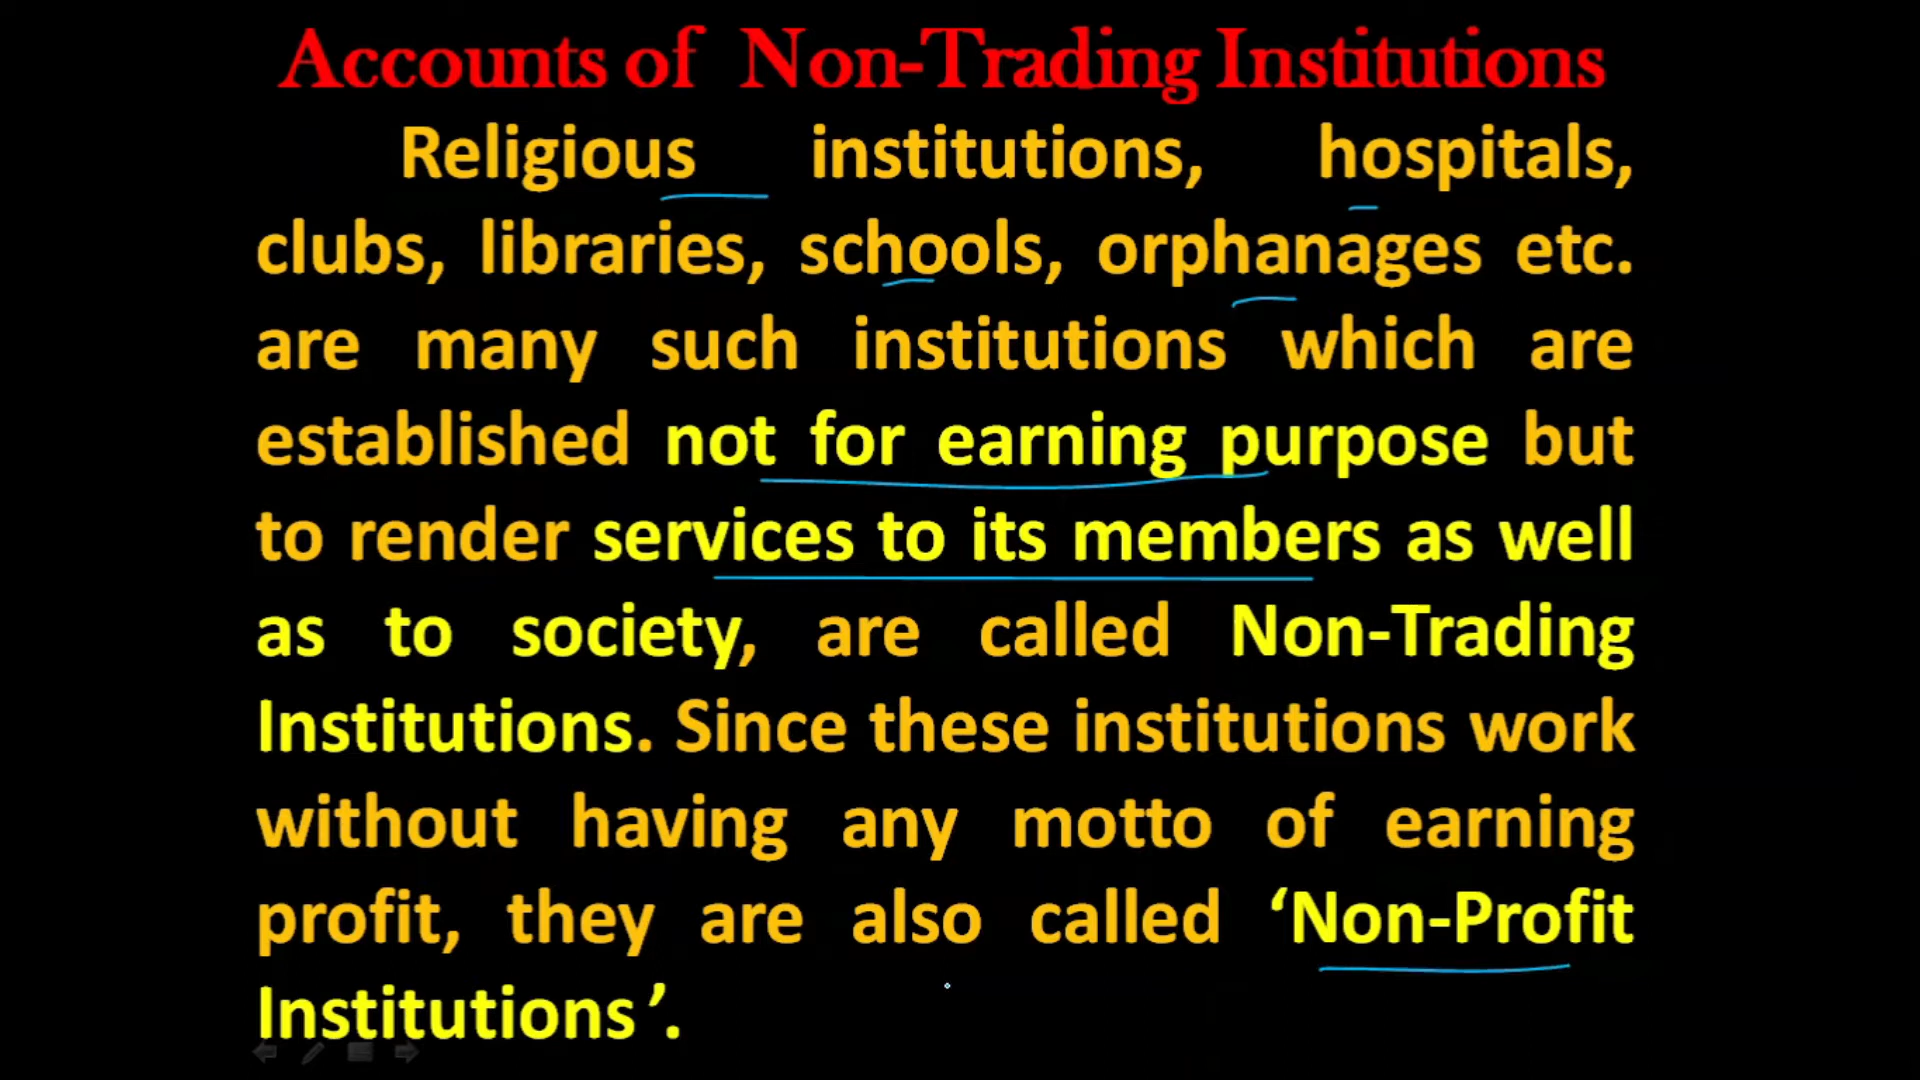 Accounts of Non-Trading Institutions
Religious institutions, hospitals,
clubs, libraries, schools, orphanages etc.
are many such institutions which are
established not for earning purpose but
to render services to its members as well
as to society, are called Non-Trading
Institutions. Since these institutions work
without having any motto of earning
profit, they are also called ‘Non-Profit
Institutions’.